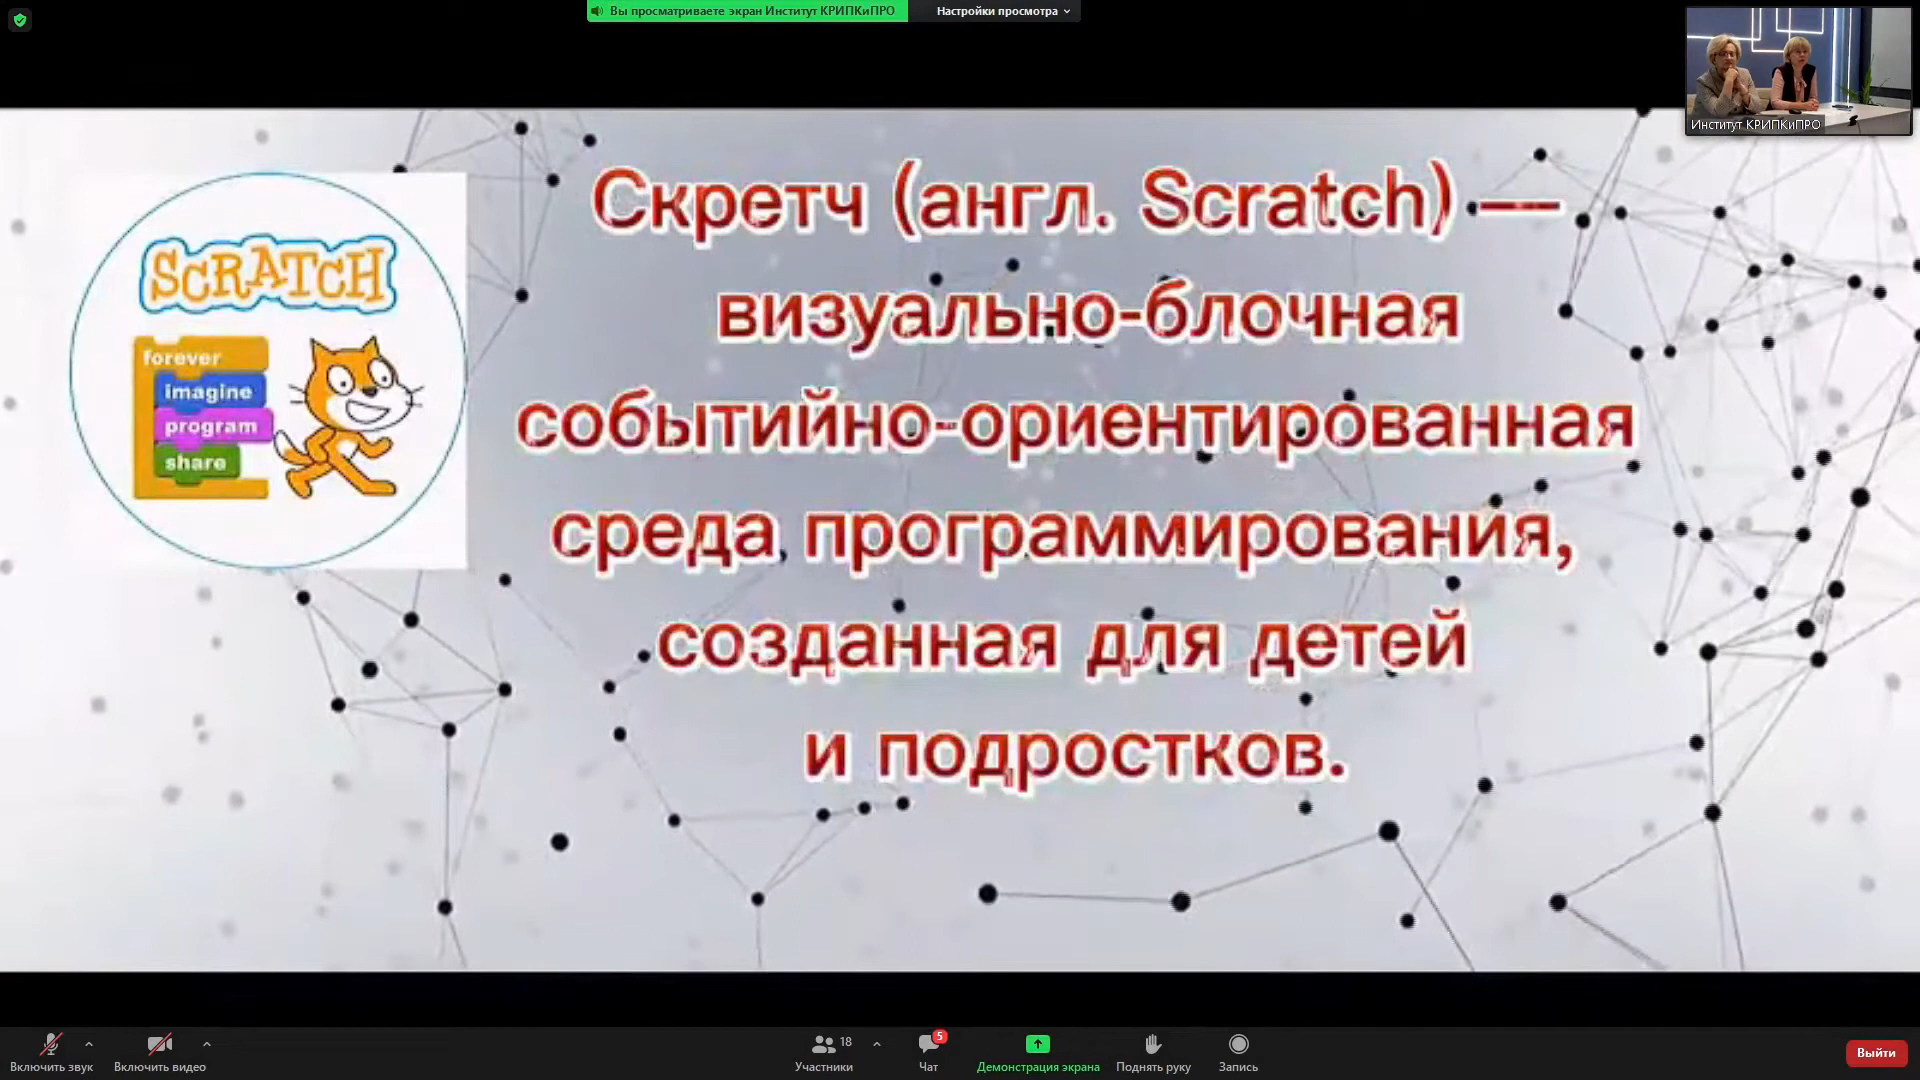 Вы просматриваете экран Институт КРИПКиПРО
Настройки просмотра
Институт КРИПКиПРО
SCRATCH
forever
imagine
program
share
Скретч (англ. Scratch) —
визуально-блочная
событийно-ориентированная
среда программирования,
созданная для детей
и подростков.
Включить звук
Включить видео
Участники
18
Чат
5
Демонстрация экрана
Поднять руку
Запись
Выйти